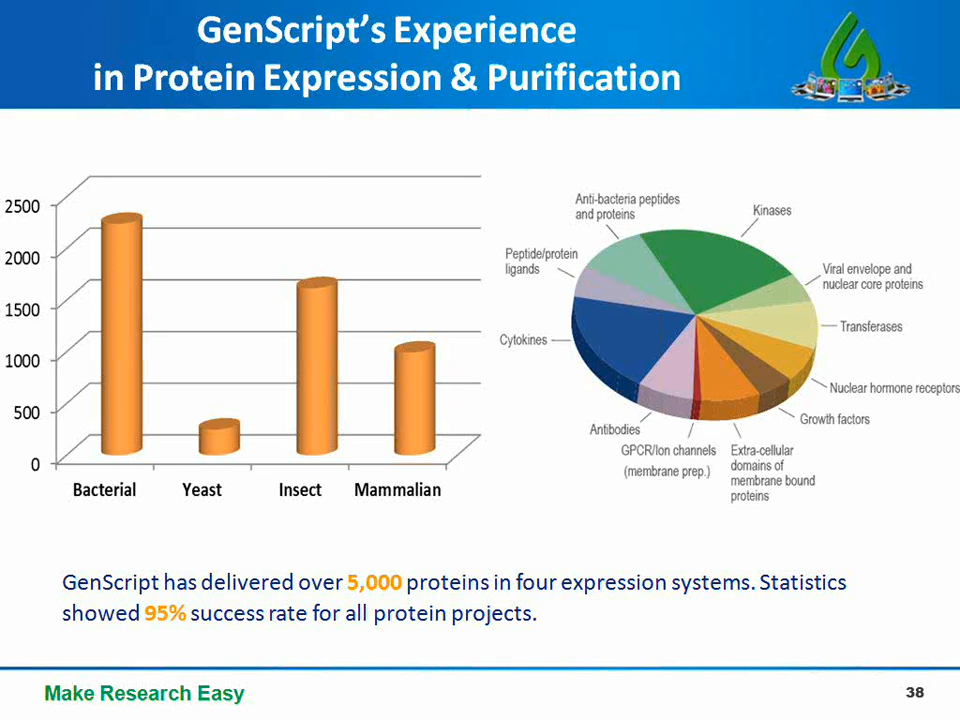 GenScript's Experience
in Protein Expression & Purification
2500
2000
1500
1000
500
0
Bacterial
Yeast
Insect
Mammalian
Anti-bacteria peptides
and proteins
Kinases
Peptide/protein
ligands
Viral envelope and
nuclear core proteins
Cytokines
Transferases
Nuclear hormone receptors
Growth factors
Antibodies
GPCR/Ion channels
(membrane prep.)
Extra-cellular
domains of
membrane bound
proteins
GenScript has delivered over 5,000 proteins in four expression systems. Statistics
showed 95% success rate for all protein projects.
Make Research Easy
38